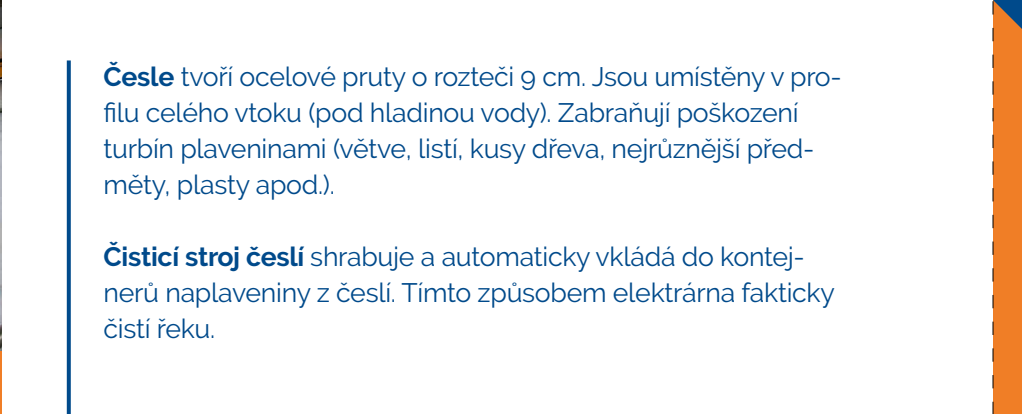 Česle tvoří ocelové pruty o rozteči 9 cm. Jsou umístěny v pro-
filu celého vtoku (pod hladinou vody). Zabraňují poškození
turbín plaveninami (větve, listí, kusy dřeva, nejrůznější před-
měty, plasty apod.).
Čisticí stroj česlí shrabuje a automaticky vkládá do kontej-
nerů naplaveniny z česlí. Tímto způsobem elektrárna fakticky
čistí řeku.